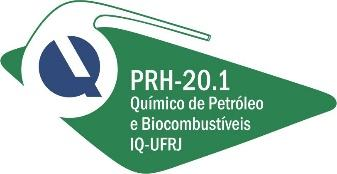 PRH-20.1
Químico de Petróleo
e Biocombustíveis
IQ-UFRJ